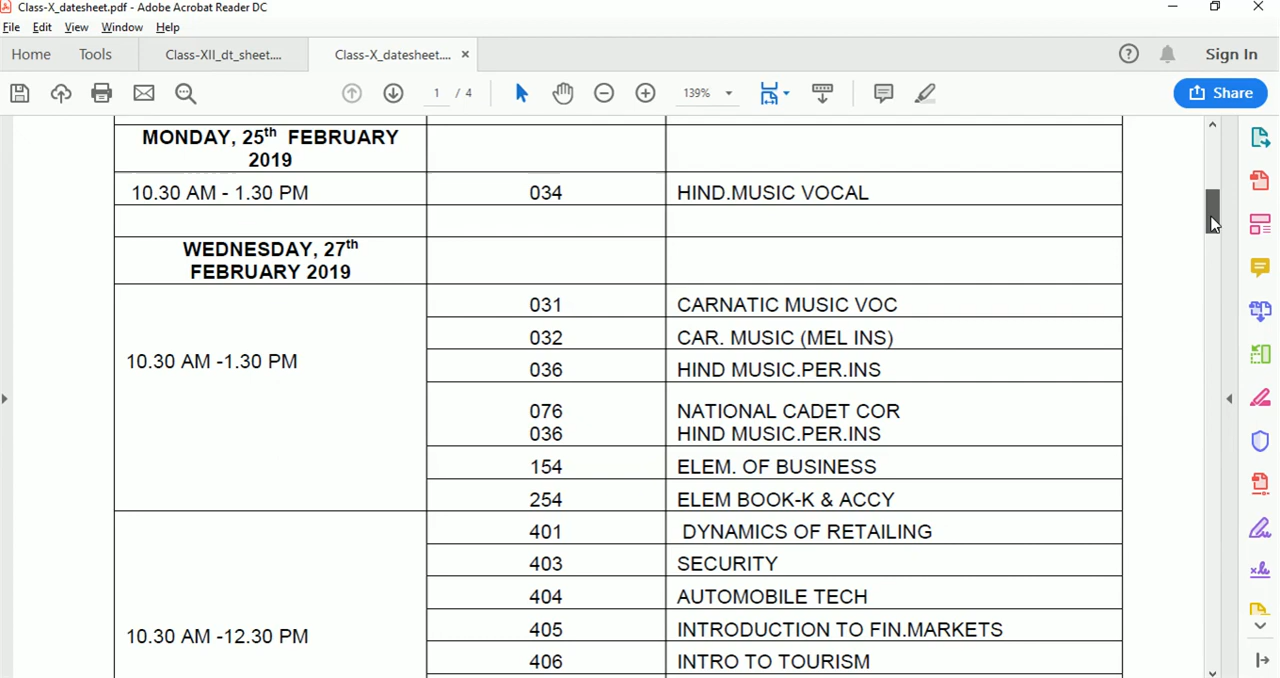 Class-X_datesheet.pdf - Adobe Acrobat Reader DC
File Edit View Window Help
Home Tools Class-XII_dt_sheet.... Class-X_datesheet.... × Sign In
1 / 4 139% Share
MONDAY, 25th FEBRUARY
2019
10.30 AM - 1.30 PM 034 HIND.MUSIC VOCAL
WEDNESDAY, 27th
FEBRUARY 2019
031 CARNATIC MUSIC VOC
032 CAR. MUSIC (MEL INS)
10.30 AM -1.30 PM
036 HIND MUSIC.PER.INS
076 NATIONAL CADET COR
036 HIND MUSIC.PER.INS
154 ELEM. OF BUSINESS
254 ELEM BOOK-K & ACCY
401 DYNAMICS OF RETAILING
403 SECURITY
404 AUTOMOBILE TECH
10.30 AM -12.30 PM
405 INTRODUCTION TO FIN.MARKETS
406 INTRO TO TOURISM